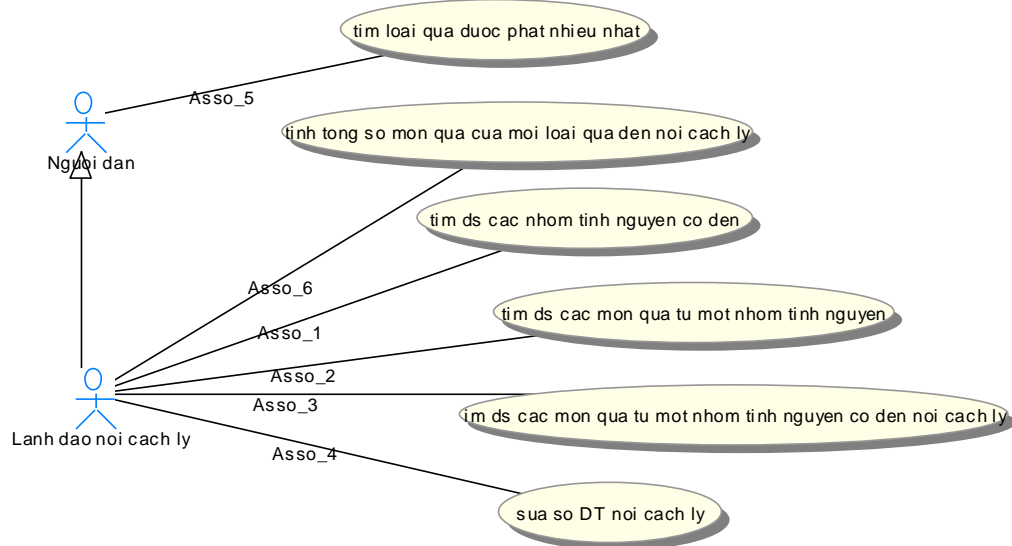 tim loai qua duoc phat nhieu nhat
Asso_5
tinh tong so mon qua cua moi loai qua den noi cach ly
Nguoi dan
tim ds cac nhom tinh nguyen co den
Asso_6
tim ds cac mon qua tu mot nhom tinh nguyen
Asso_1
Asso_2
Asso_3
im ds cac mon qua tu mot nhom tinh nguyen co den noi cach ly
Lanh dao noi cach ly
Asso_4
sua so DT noi cach ly